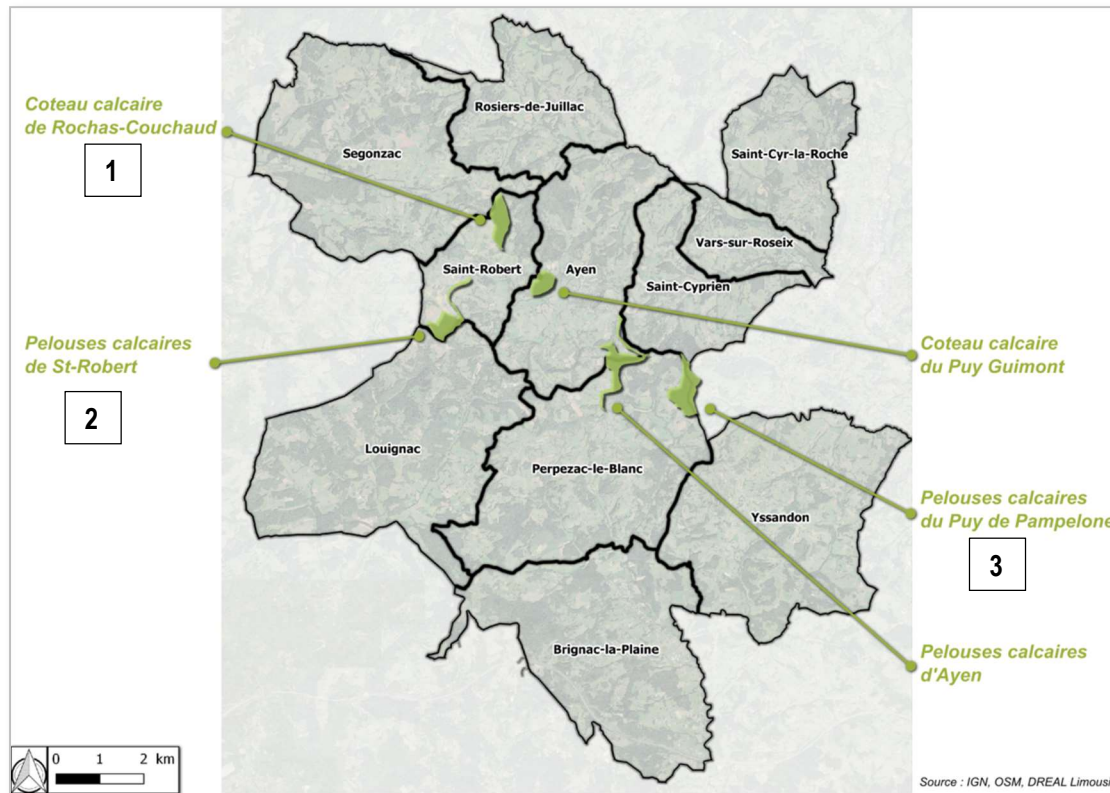 Coteau calcaire
de Rochas-Couchaud
1
Rosiers-de-Juillac
Segonzac
Saint-Cyr-la-Roche
Vars-sur-Roseix
Saint-Robert
Ayen
Saint-Cyprien
Pelouses calcaires
de St-Robert
2
Coteau calcaire
du Puy Guimont
Louignac
Perpezac-le-Blanc
Yssandon
Pelouses calcaires
du Puy de Pampelone
3
Brignac-la-Plaine
Pelouses calcaires
d'Ayen
0 1 2 km
Source : IGN, OSM, DREAL Limousi